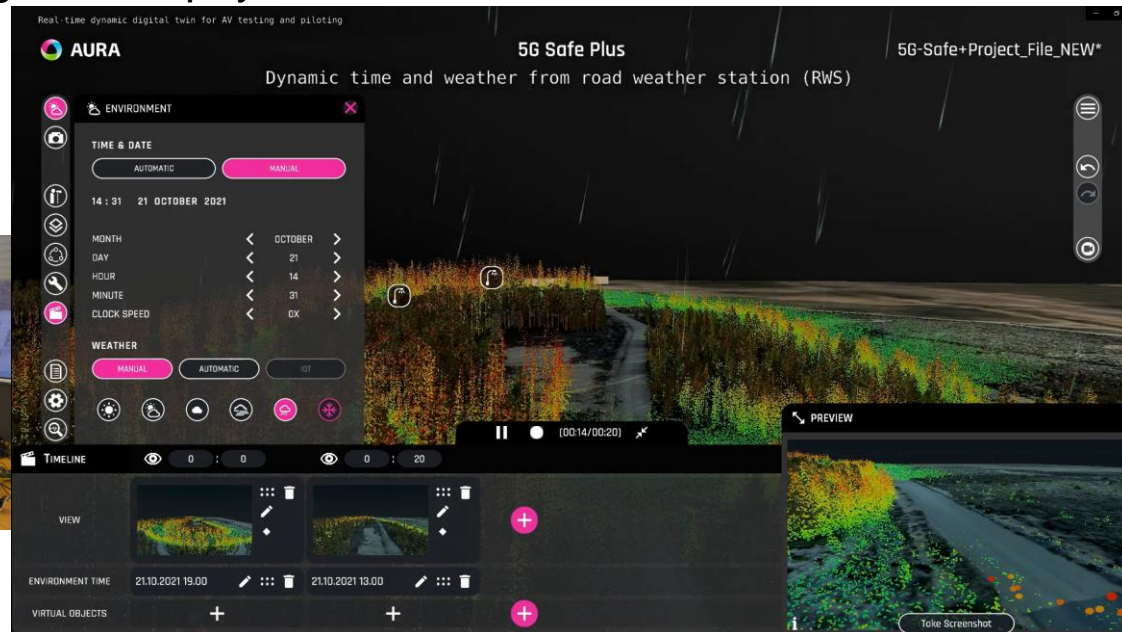 Real-time dynamic digital twin for AV testing and piloting
AURA
5G Safe Plus
5G-Safe+Project_File_NEW*
Dynamic time and weather from road weather station (RWS)
ENVIRONMENT
TIME & DATE
AUTOMATIC
MANUAL
14 : 31 21 OCTOBER 2021
MONTH OCTOBER
DAY 21
HOUR 14
MINUTE 31
CLOCK SPEED 0X
WEATHER
MANUAL
AUTOMATIC
IOT
(00:14/00:20)
PREVIEW
TIMELINE
0 : 0
0 : 20
VIEW
ENVIRONMENT TIME
21.10.2021 19.00
21.10.2021 13.00
VIRTUAL OBJECTS
Take Screenshot